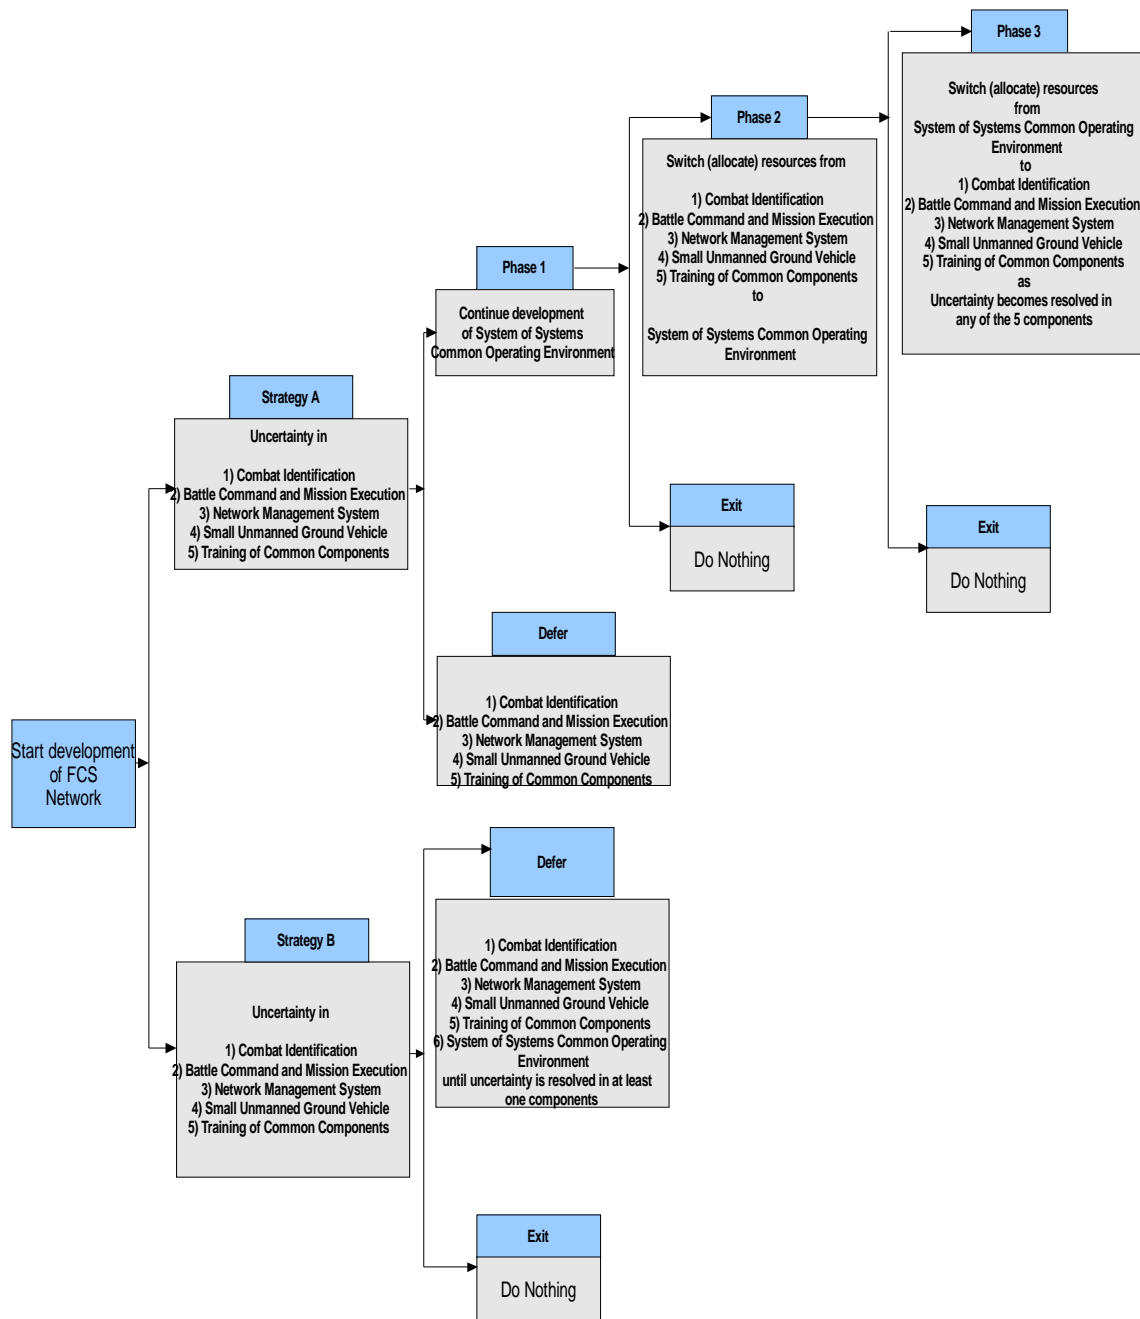 Start development
of FCS
Network
Strategy A
Uncertainty in
1) Combat Identification
2) Battle Command and Mission Execution
3) Network Management System
4) Small Unmanned Ground Vehicle
5) Training of Common Components
Phase 1
Continue development
of System of Systems
Common Operating Environment
Phase 2
Switch (allocate) resources from
1) Combat Identification
2) Battle Command and Mission Execution
3) Network Management System
4) Small Unmanned Ground Vehicle
5) Training of Common Components
to
System of Systems Common Operating
Environment
Phase 3
Switch (allocate) resources
from
System of Systems Common Operating
Environment
to
1) Combat Identification
2) Battle Command and Mission Execution
3) Network Management System
4) Small Unmanned Ground Vehicle
5) Training of Common Components
as
Uncertainty becomes resolved in
any of the 5 components
Exit
Do Nothing
Exit
Do Nothing
Defer
1) Combat Identification
2) Battle Command and Mission Execution
3) Network Management System
4) Small Unmanned Ground Vehicle
5) Training of Common Components
Strategy B
Uncertainty in
1) Combat Identification
2) Battle Command and Mission Execution
3) Network Management System
4) Small Unmanned Ground Vehicle
5) Training of Common Components
Defer
1) Combat Identification
2) Battle Command and Mission Execution
3) Network Management System
4) Small Unmanned Ground Vehicle
5) Training of Common Components
6) System of Systems Common Operating
Environment
until uncertainty is resolved in at least
one components
Exit
Do Nothing